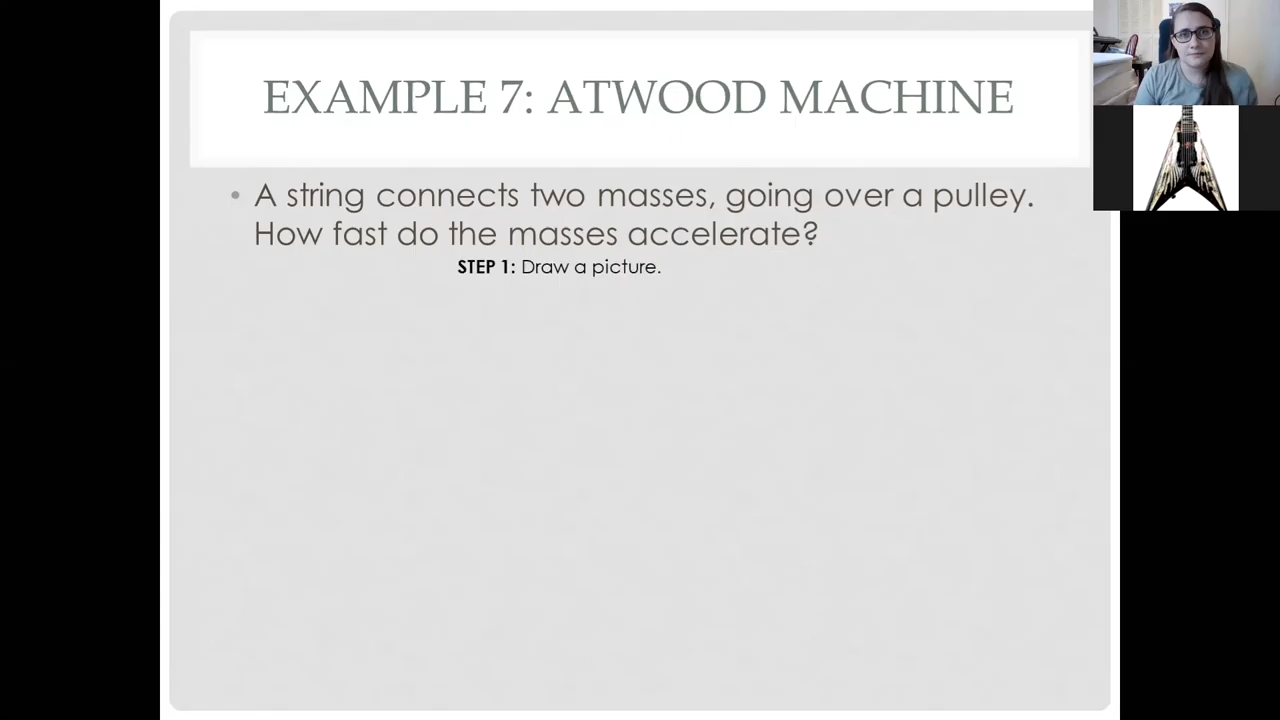 EXAMPLE 7: ATWOOD MACHINE
• A string connects two masses, going over a pulley.
How fast do the masses accelerate?
STEP 1: Draw a picture.